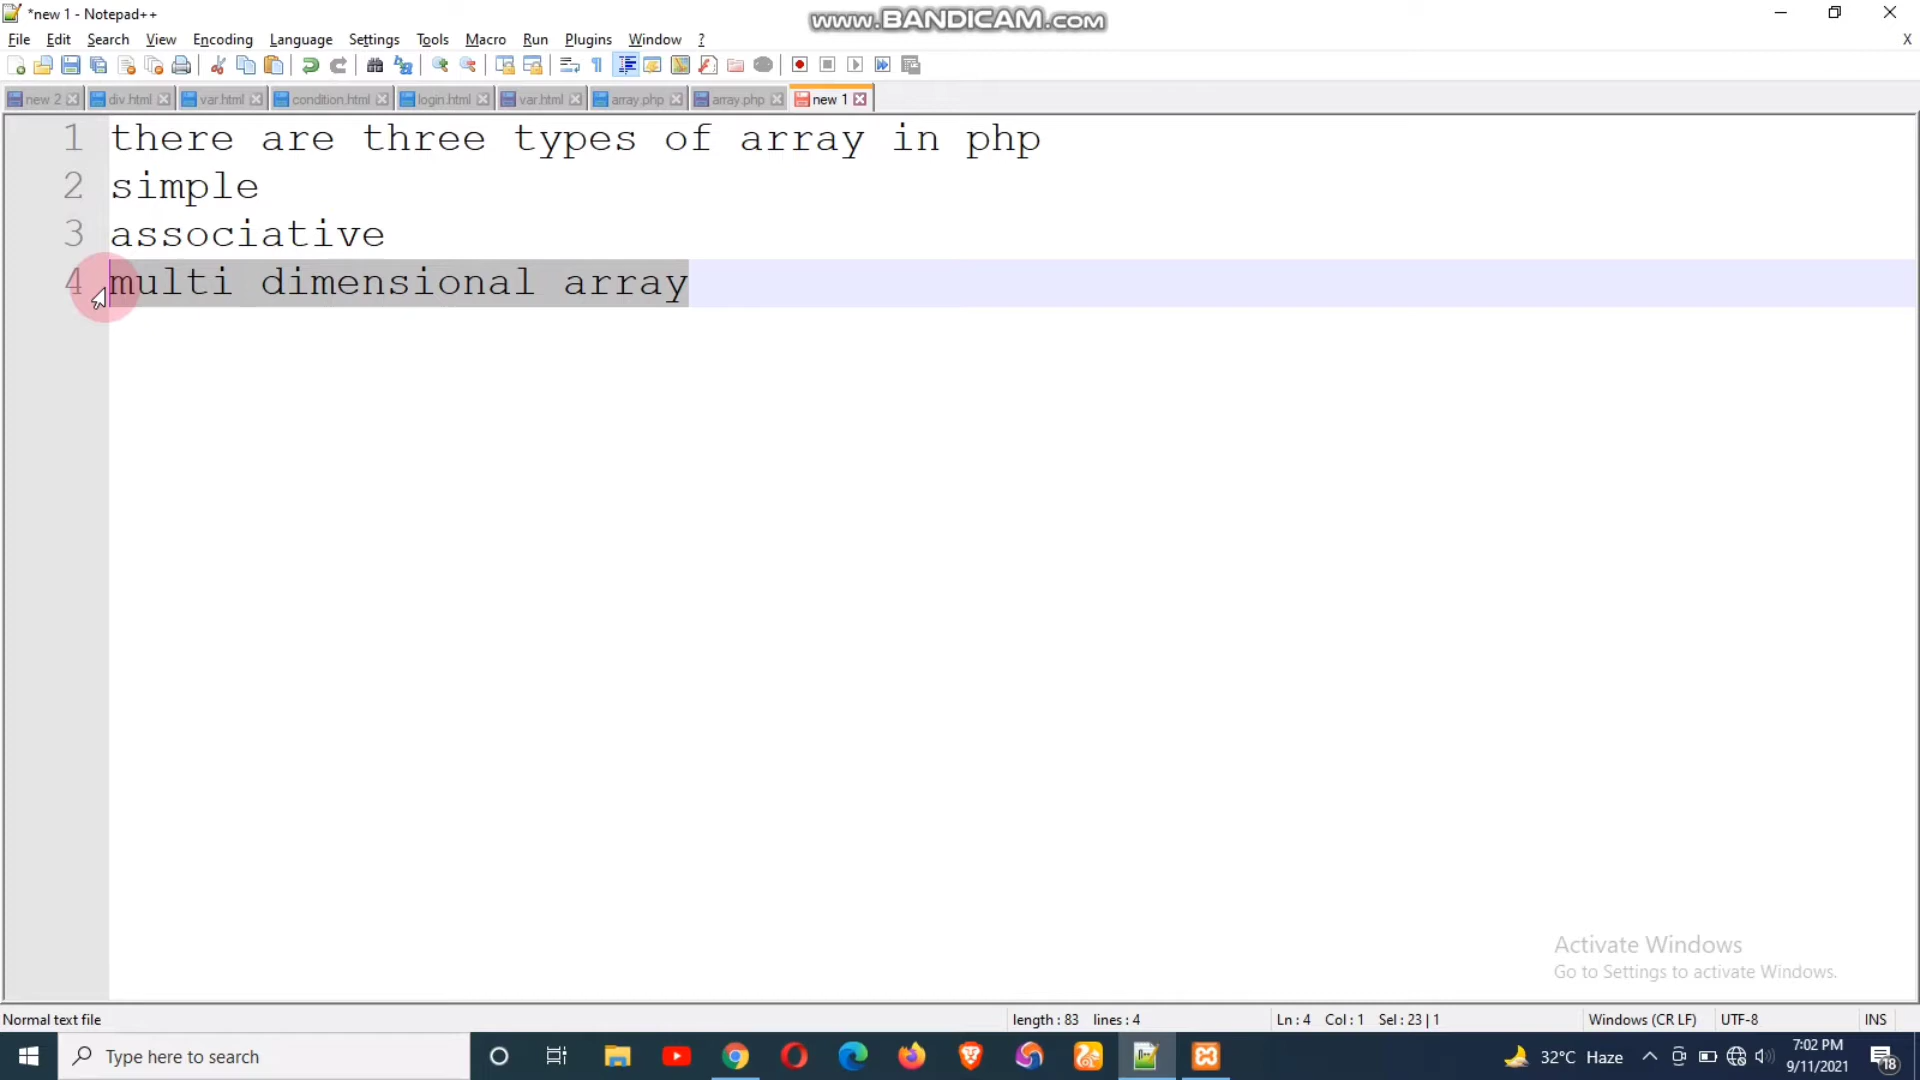 *new 1 - Notepad++
www.BANDICAM.com
File Edit Search View Encoding Language Settings Tools Macro Run Plugins Window ? X
new 2 div.html var.html condition.html login.html var.html array.php array.php new 1
1 there are three types of array in php
2 simple
3 associative
4 multi dimensional array
Activate Windows
Go to Settings to activate Windows.
Normal text file length : 83 lines : 4 Ln : 4 Col : 1 Sel : 23 | 1 Windows (CR LF) UTF-8 INS
Type here to search 32°C Haze 7:02 PM
9/11/2021 18